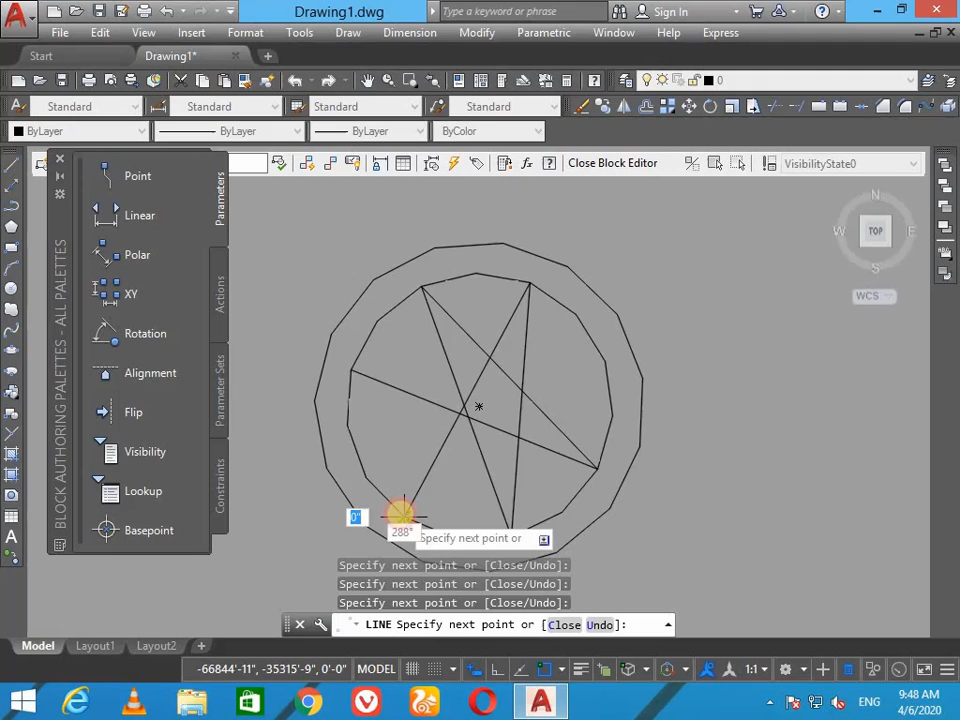 Drawing1.dwg
Type a keyword or phrase
Sign In
File Edit View Insert Format Tools Draw Dimension Modify Parametric Window Help Express
Start Drawing1*
0
Standard Standard Standard Standard
ByLayer ByLayer ByLayer ByColor
Close Block Editor VisibilityState0
Point
Linear
Polar
XY
Rotation
Alignment
Flip
Visibility
Lookup
Basepoint
Parameters
Actions
Parameter Sets
Constraints
BLOCK AUTHORING PALETTES - ALL PALETTES
N
W TOP E
S
WCS
0"
288°
Specify next point or
Specify next point or [Close/Undo]:
Specify next point or [Close/Undo]:
Specify next point or [Close/Undo]:
LINE Specify next point or [Close Undo]:
Model Layout1 Layout2 +
-66844'-11", -35315'-9", 0'-0" MODEL 1:1
ENG
9:48 AM
4/6/2020